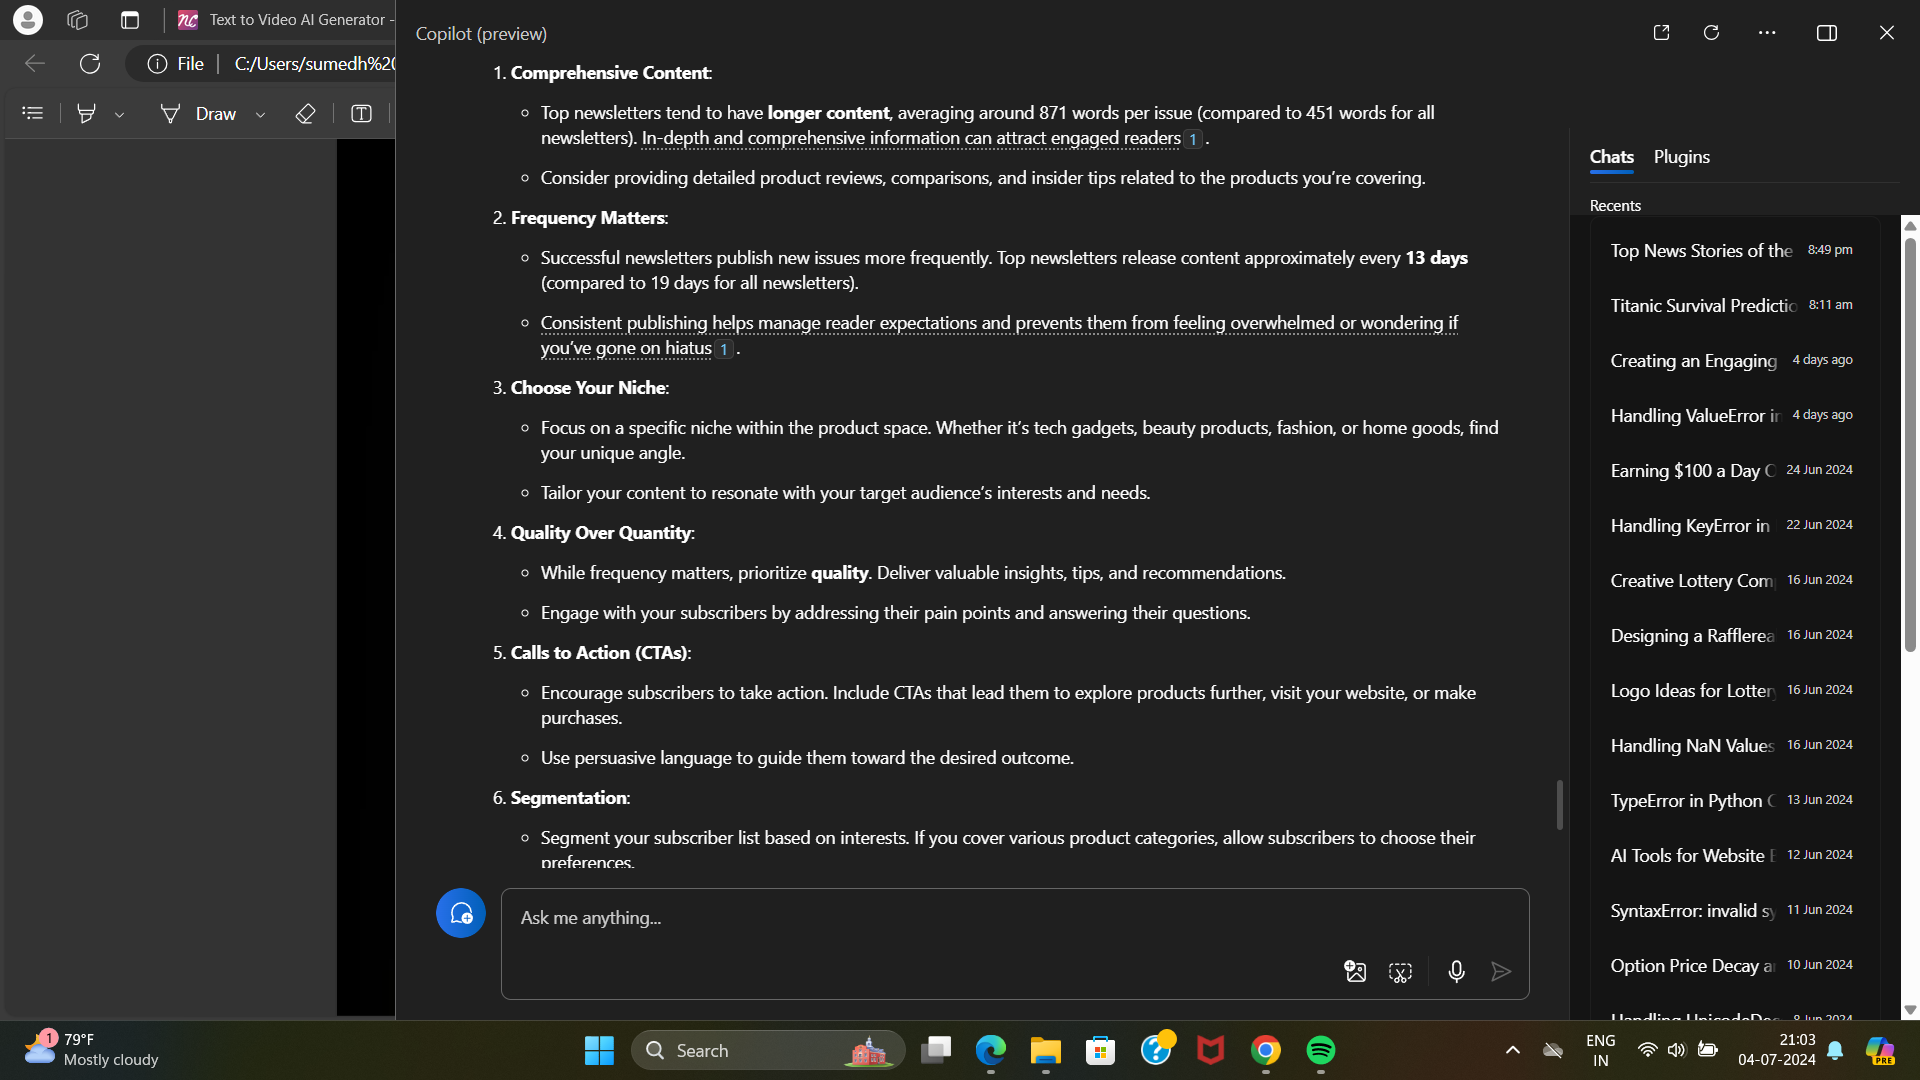 Text to Video AI Generator -
Copilot (preview)
File
C:/Users/sumedh%20
Draw
1. Comprehensive Content:
Top newsletters tend to have longer content, averaging around 871 words per issue (compared to 451 words for all
newsletters). In-depth and comprehensive information can attract engaged readers 1 .
Consider providing detailed product reviews, comparisons, and insider tips related to the products you’re covering.
2. Frequency Matters:
Successful newsletters publish new issues more frequently. Top newsletters release content approximately every 13 days
(compared to 19 days for all newsletters).
Consistent publishing helps manage reader expectations and prevents them from feeling overwhelmed or wondering if
you’ve gone on hiatus 1 .
3. Choose Your Niche:
Focus on a specific niche within the product space. Whether it’s tech gadgets, beauty products, fashion, or home goods, find
your unique angle.
Tailor your content to resonate with your target audience’s interests and needs.
4. Quality Over Quantity:
While frequency matters, prioritize quality. Deliver valuable insights, tips, and recommendations.
Engage with your subscribers by addressing their pain points and answering their questions.
5. Calls to Action (CTAs):
Encourage subscribers to take action. Include CTAs that lead them to explore products further, visit your website, or make
purchases.
Use persuasive language to guide them toward the desired outcome.
6. Segmentation:
Segment your subscriber list based on interests. If you cover various product categories, allow subscribers to choose their
preferences.
Ask me anything...
Chats Plugins
Recents
Top News Stories of the 8:49 pm
Titanic Survival Predictio 8:11 am
Creating an Engaging 4 days ago
Handling ValueError in 4 days ago
Earning $100 a Day 24 Jun 2024
Handling KeyError in 22 Jun 2024
Creative Lottery Com 16 Jun 2024
Designing a Rafflerea 16 Jun 2024
Logo Ideas for Lotter 16 Jun 2024
Handling NaN Values 16 Jun 2024
TypeError in Python 13 Jun 2024
AI Tools for Website 12 Jun 2024
SyntaxError: invalid sy 11 Jun 2024
Option Price Decay a 10 Jun 2024
Handling UnicodeDec 8 Jun 2024
1
79°F
Mostly cloudy
Search
ENG
IN
21:03
04-07-2024
PRE